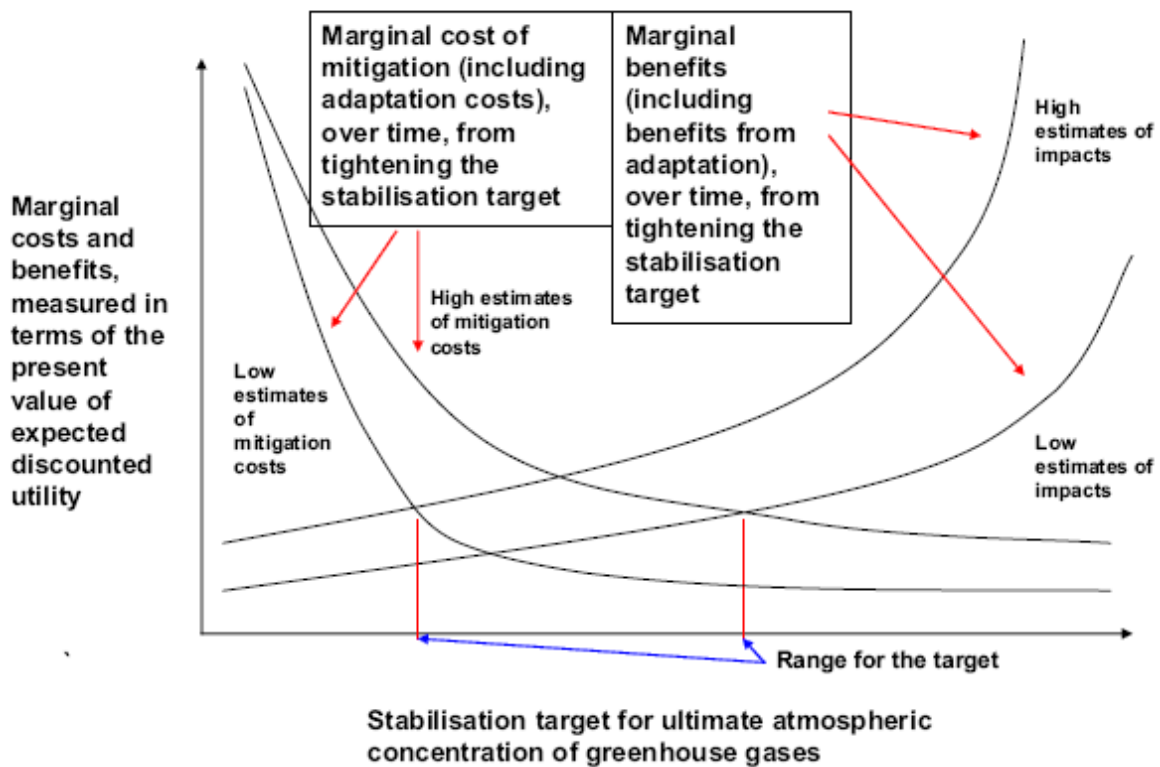 Marginal cost of
mitigation (including
adaptation costs),
over time, from
tightening the
stabilisation target
Marginal
benefits
(including
benefits from
adaptation),
over time, from
tightening the
stabilisation
target
High
estimates of
impacts
Marginal
costs and
benefits,
measured in
terms of the
present
value of
expected
discounted
utility
High estimates
of mitigation
costs
Low
estimates
of
mitigation
costs
Low
estimates of
impacts
Range for the target
Stabilisation target for ultimate atmospheric
concentration of greenhouse gases